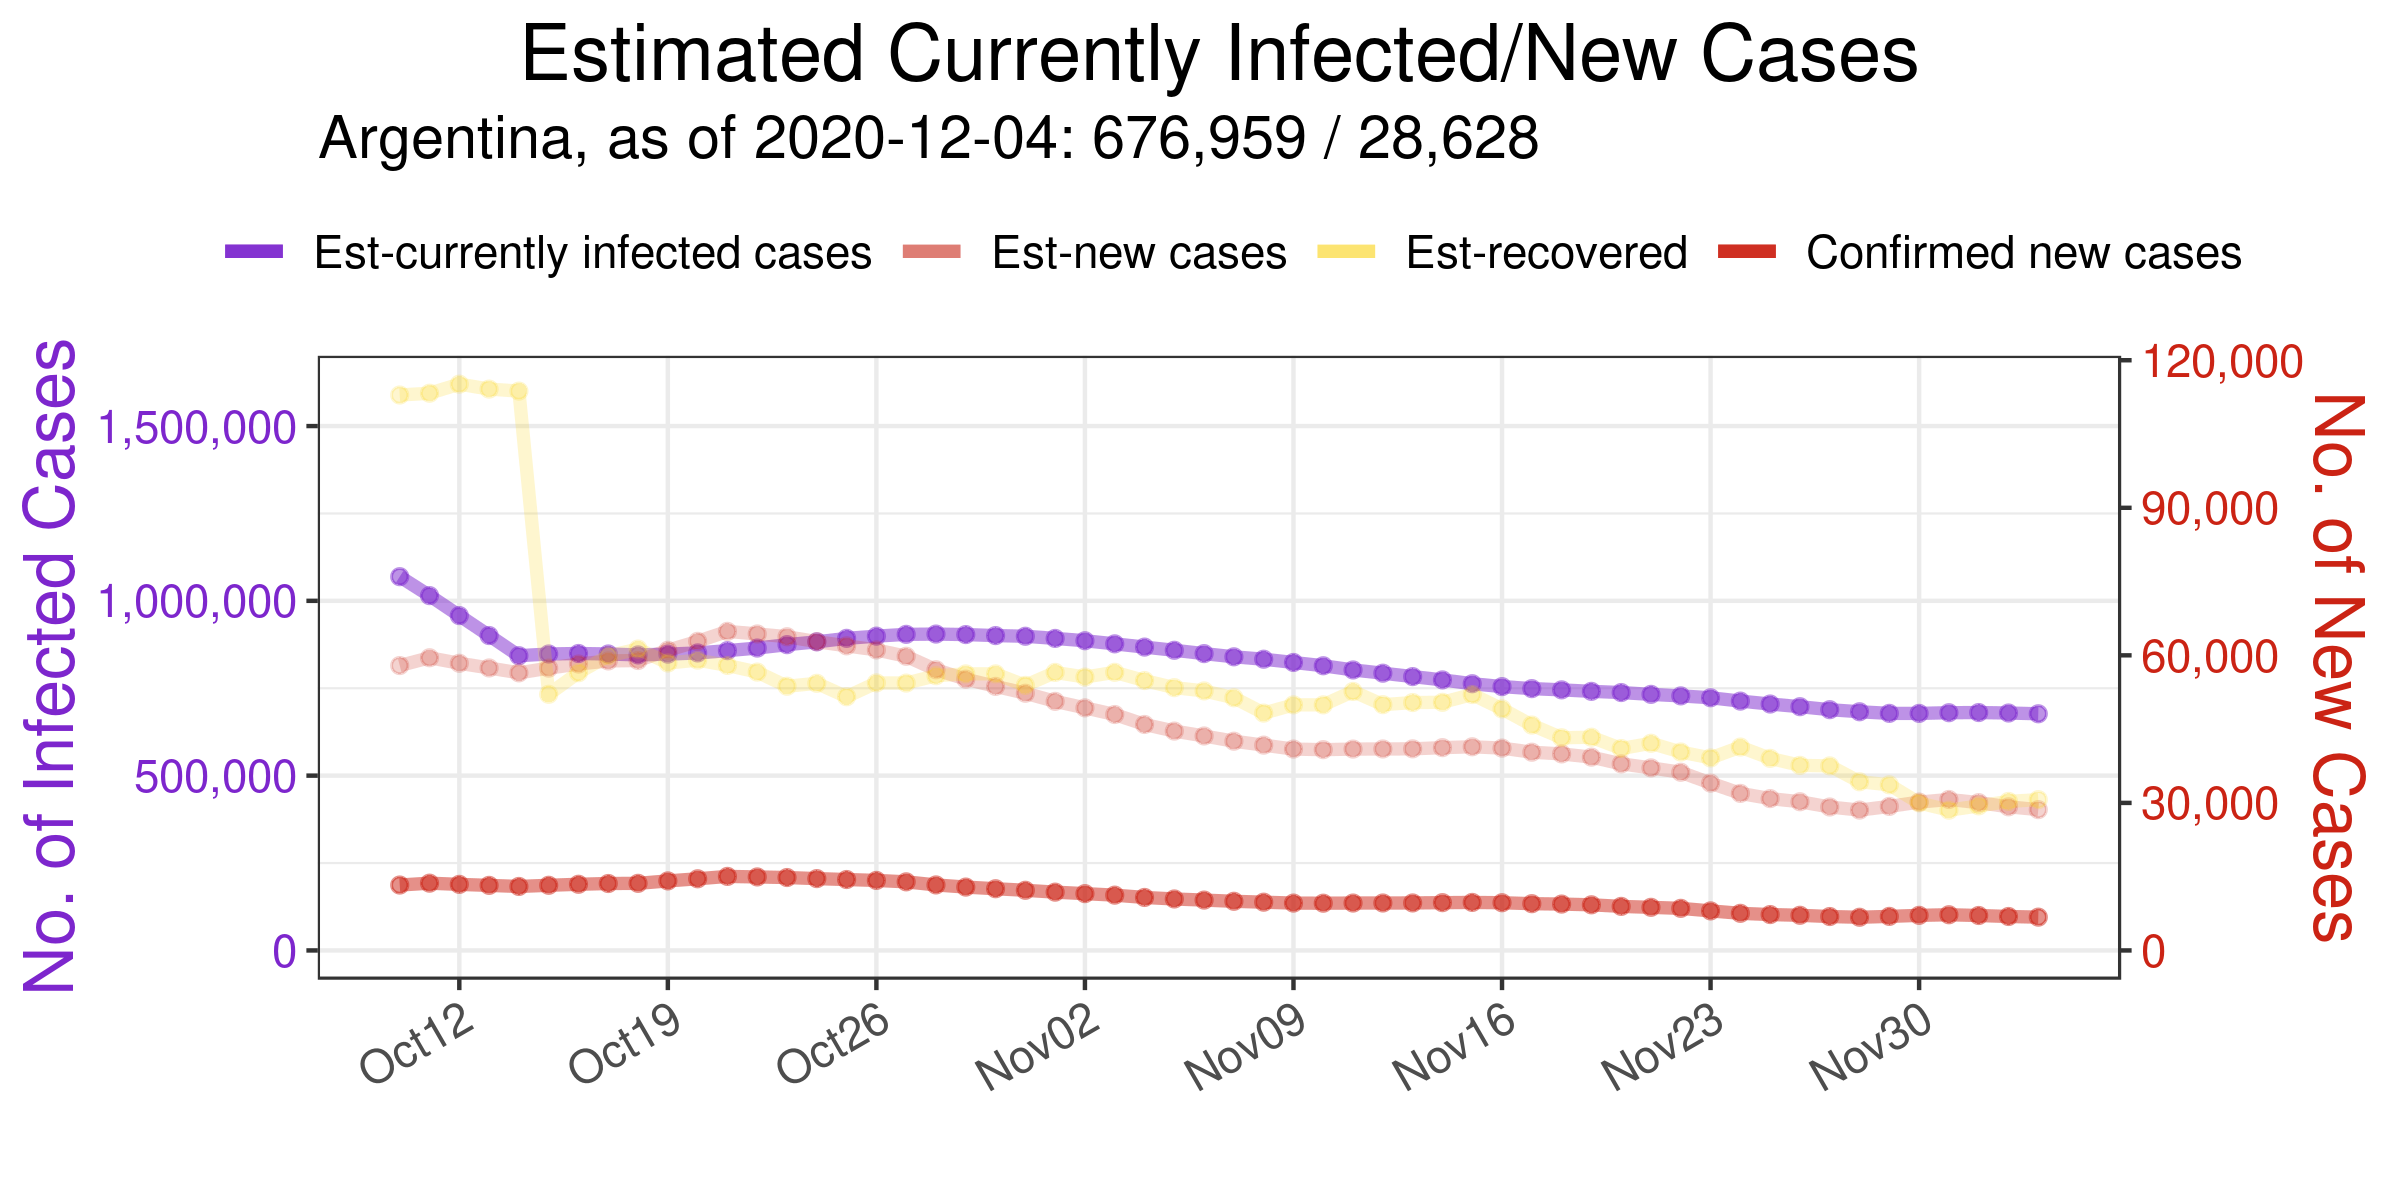 Estimated Currently Infected/New Cases
Argentina, as of 2020-12-04: 676,959 / 28,628
Est-currently infected cases Est-new cases Est-recovered Confirmed new cases
No. of Infected Cases
1,500,000
1,000,000
500,000
0
120,000
90,000
60,000
30,000
0
No. of New Cases
Oct12 Oct19 Oct26 Nov02 Nov09 Nov16 Nov23 Nov30